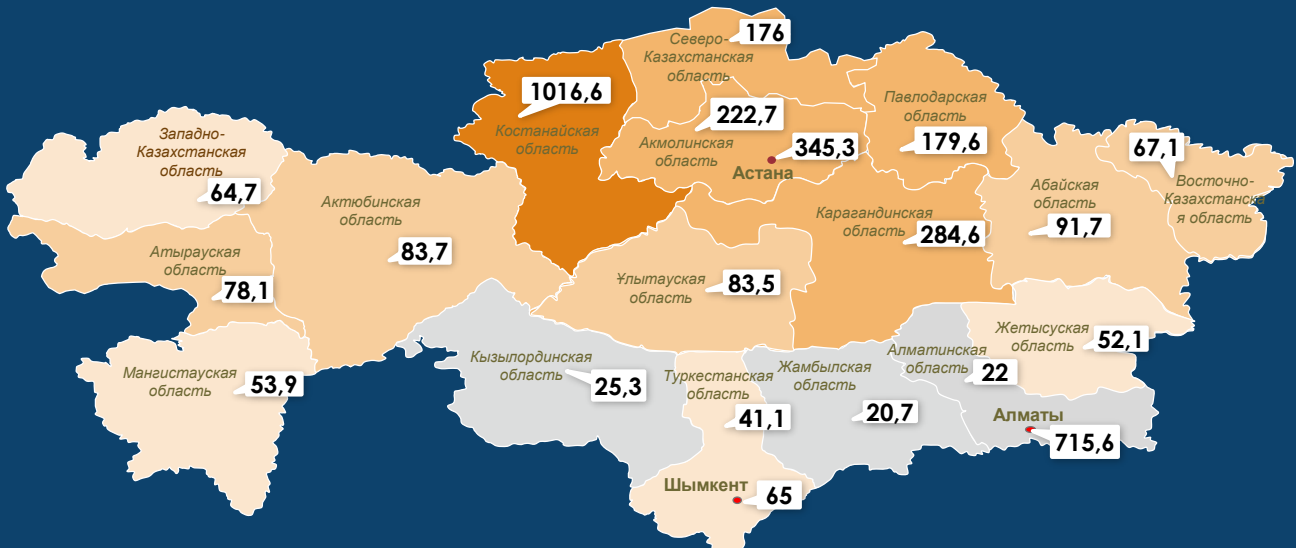 Северо-
Казахстанская
область
176
1016,6
Костанайская
область
222,7
Акмолинская
область
345,3
Астана
Павлодарская
область
179,6
Западно-
Казахстанская
область
64,7
Актюбинская
область
83,7
Атырауская
область
78,1
Мангистауская
область
53,9
Ұлытауская
область
83,5
Карагандинская
область
284,6
Абайская
область
91,7
67,1
Восточно-
Казахстанска
я область
Кызылординская
область
25,3
Туркестанская
область
41,1
Жамбылская
область
20,7
Алматинская
область
22
Жетысуская
область
52,1
Алматы
715,6
Шымкент
65